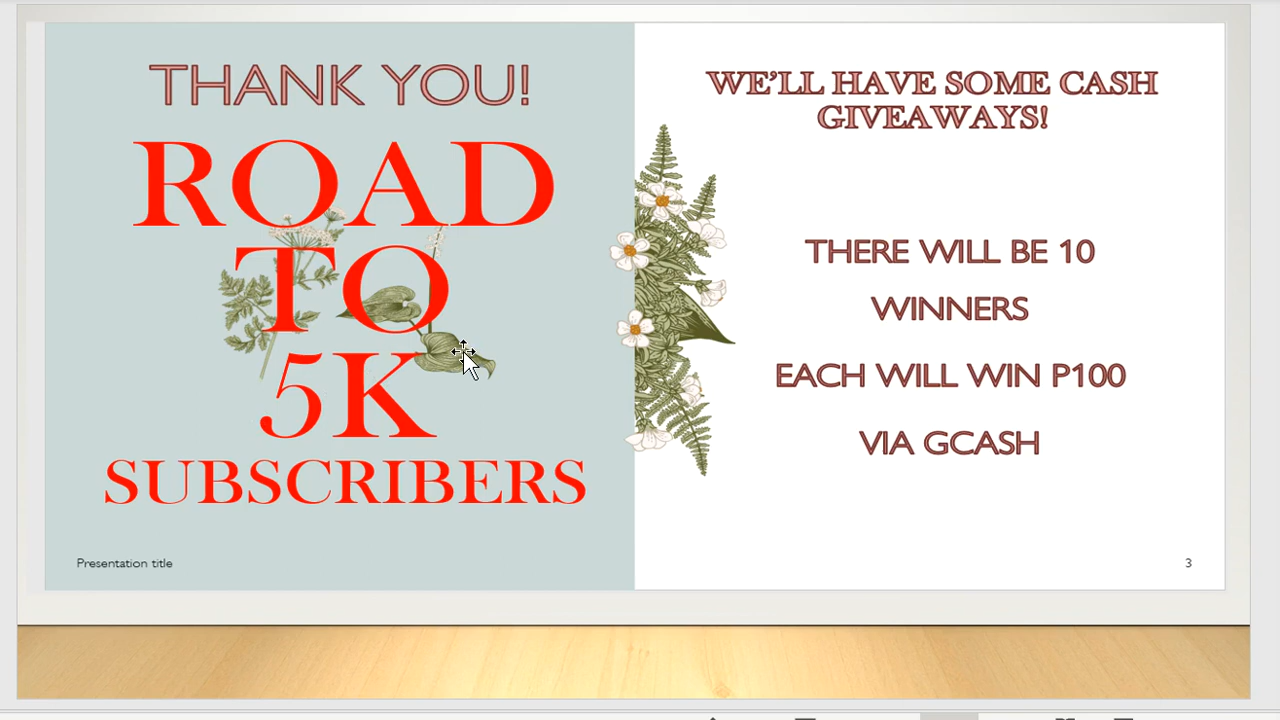 THANK YOU!
ROAD
TO
5K
SUBSCRIBERS
Presentation title
WE'LL HAVE SOME CASH
GIVEAWAYS!
THERE WILL BE 10
WINNERS
EACH WILL WIN P100
VIA GCASH
3